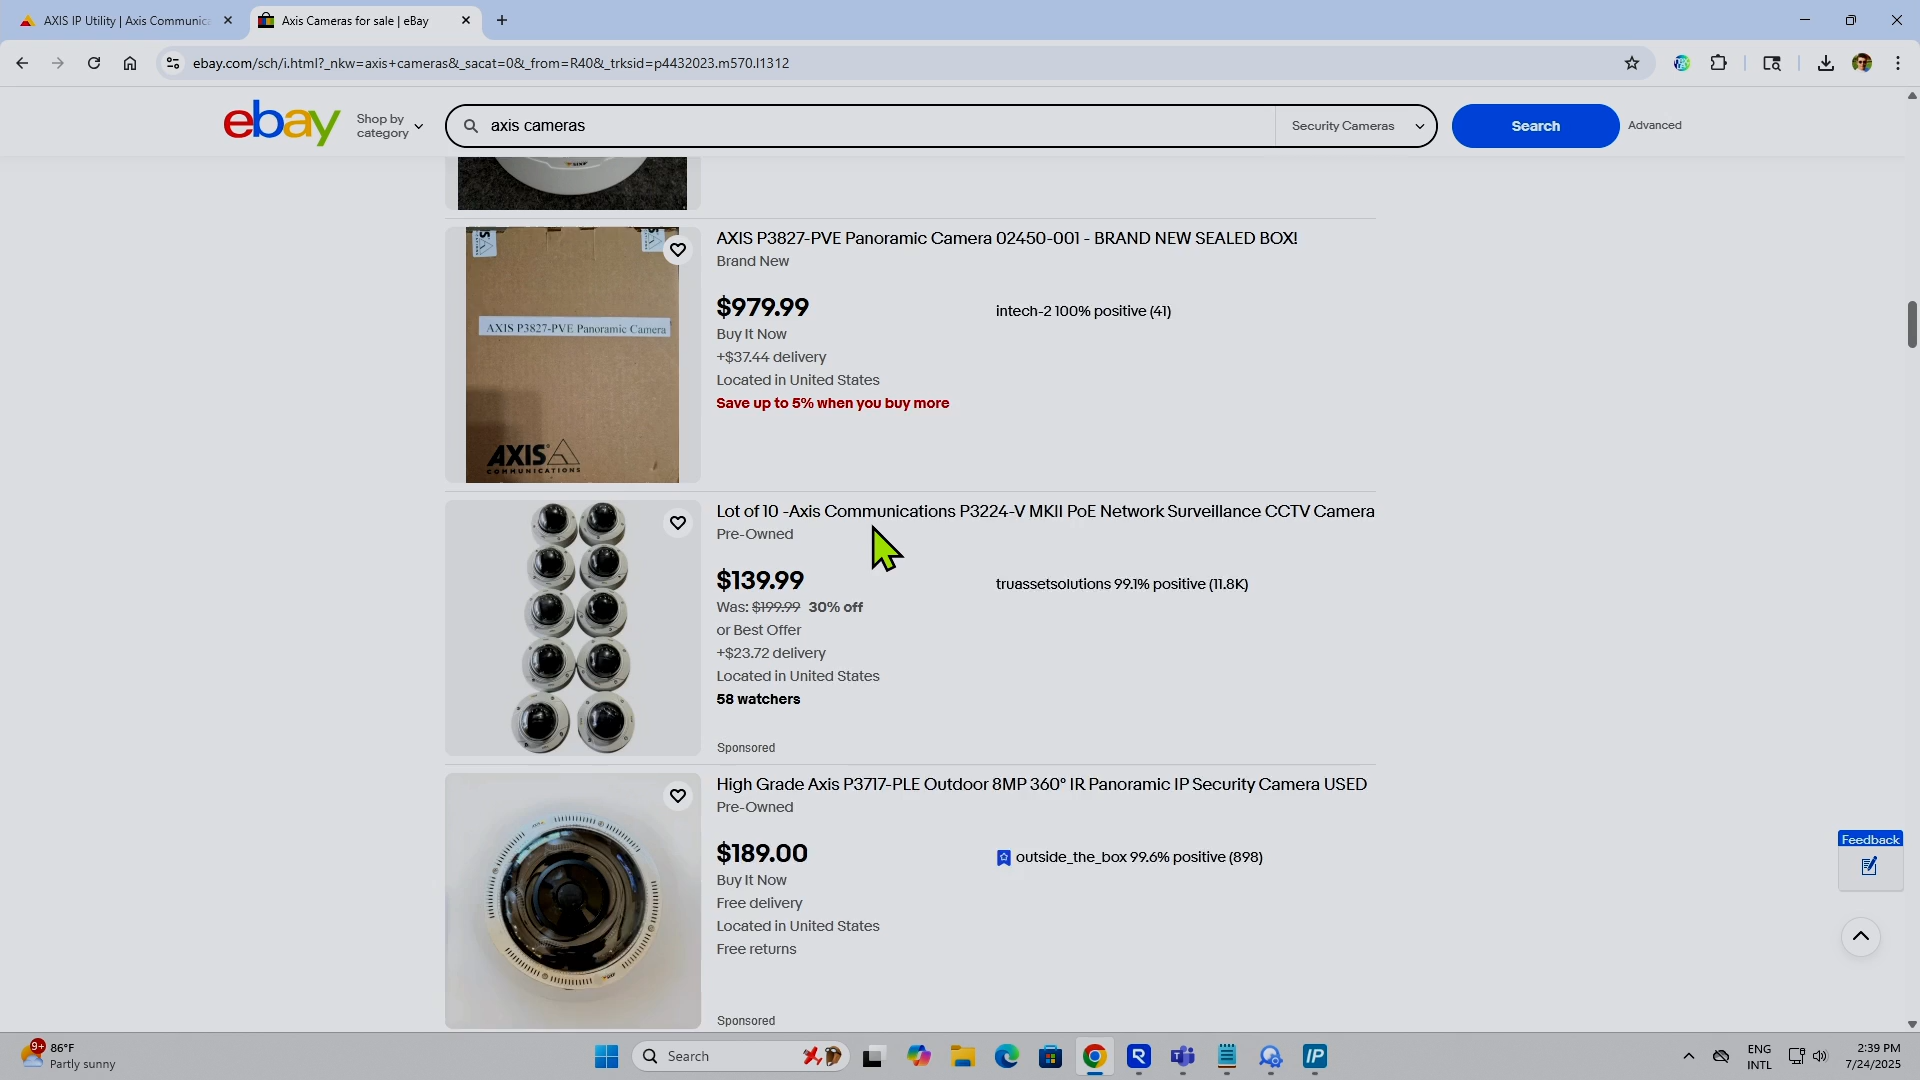 AXIS IP Utility | Axis Communica
Axis Cameras for sale | eBay
ebay.com/sch/i.html?_nkw=axis+cameras&_sacat=0&_from=R40&_trksid=p4432023.m570.l1312
ebay
Shop by
category
axis cameras
Security Cameras
Search
Advanced
AXIS P3827-PVE Panoramic Camera 02450-001 - BRAND NEW SEALED BOX!
Brand New
AXIS P3827-PVE Panoramic Camera
$979.99
intech-2 100% positive (41)
Buy It Now
+$37.44 delivery
Located in United States
Save up to 5% when you buy more
AXIS
COMMUNICATIONS
Lot of 10 -Axis Communications P3224-V MKII PoE Network Surveillance CCTV Camera
Pre-Owned
$139.99
truassetsolutions 99.1% positive (11.8K)
Was: $199.99 30% off
or Best Offer
+$23.72 delivery
Located in United States
58 watchers
Sponsored
High Grade Axis P3717-PLE Outdoor 8MP 360° IR Panoramic IP Security Camera USED
Pre-Owned
$189.00
outside_the_box 99.6% positive (898)
Buy It Now
Free delivery
Located in United States
Free returns
Sponsored
Feedback
9+
86°F
Partly sunny
Search
R
IP
ENG
INTL
2:39 PM
7/24/2025